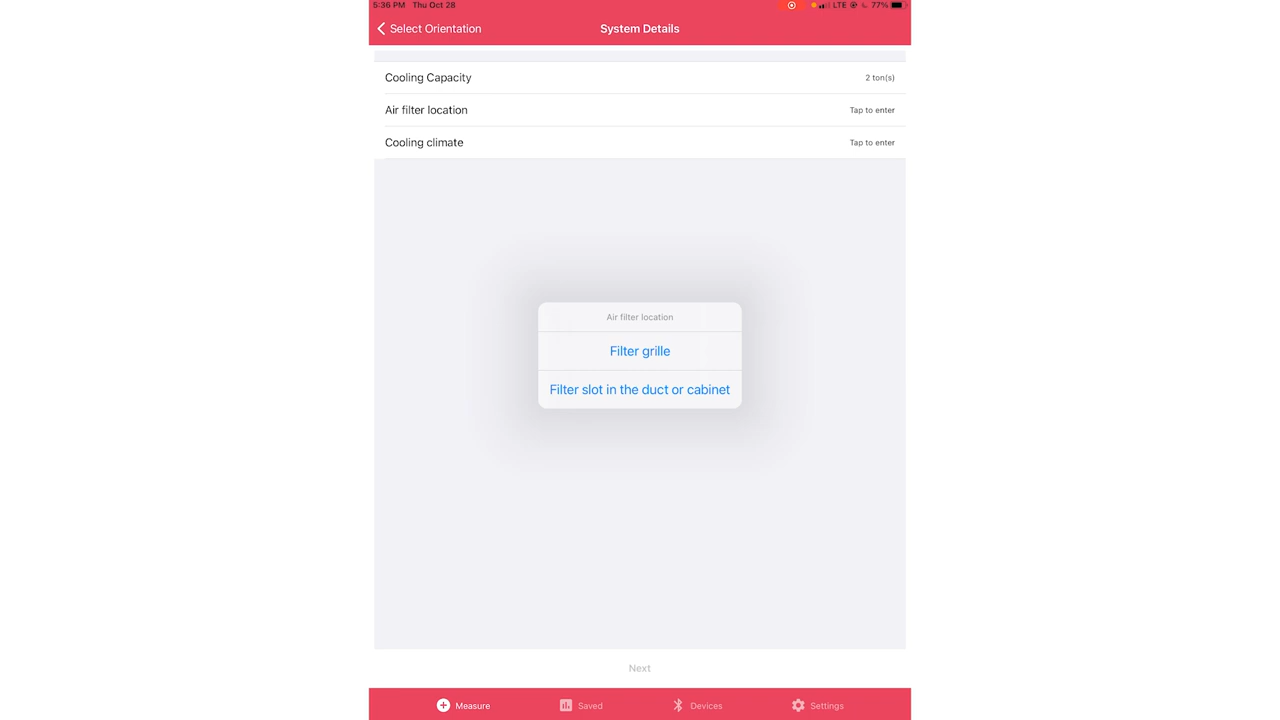 5:36 PM Thu Oct 28
LTE 77%
Select Orientation
System Details
Cooling Capacity
2 ton(s)
Air filter location
Tap to enter
Cooling climate
Tap to enter
Air filter location
Filter grille
Filter slot in the duct or cabinet
Next
Measure
Saved
Devices
Settings